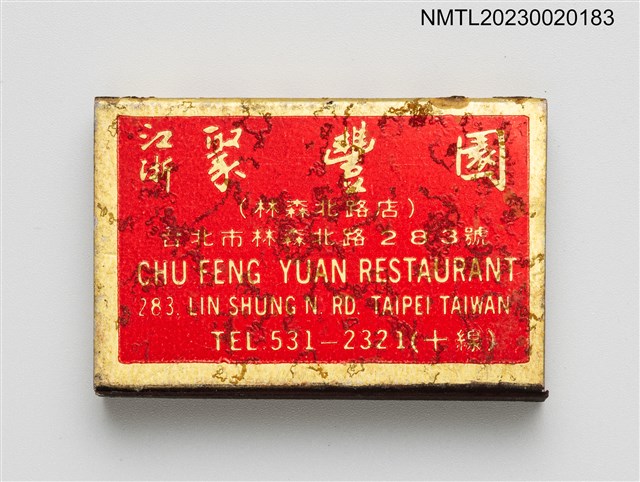 NMTL20230020183
江浙 聚豐園
(林森北路店)
台北市林森北路283號
CHU FENG YUAN RESTAURANT
283, LIN SHUNG N. RD. TAIPEI TAIWAN
TEL:531-2321(十線)